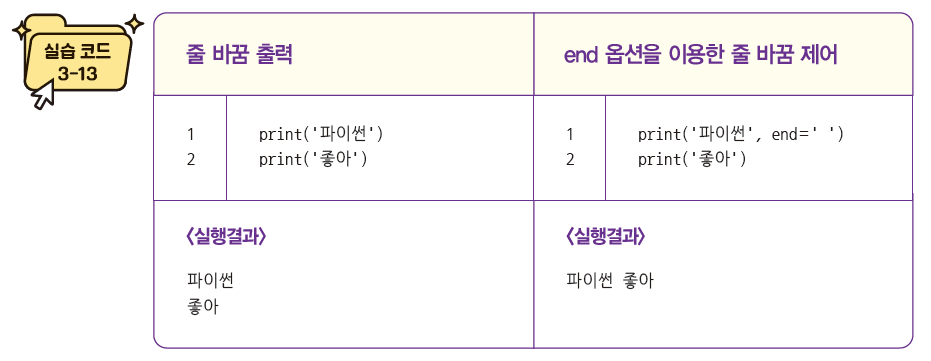 실습 코드
3-13
줄 바꿈 출력
end 옵션을 이용한 줄 바꿈 제어
1 print('파이썬')
2 print('좋아')
1 print('파이썬', end=' ')
2 print('좋아')
<실행결과>
파이썬
좋아
<실행결과>
파이썬 좋아